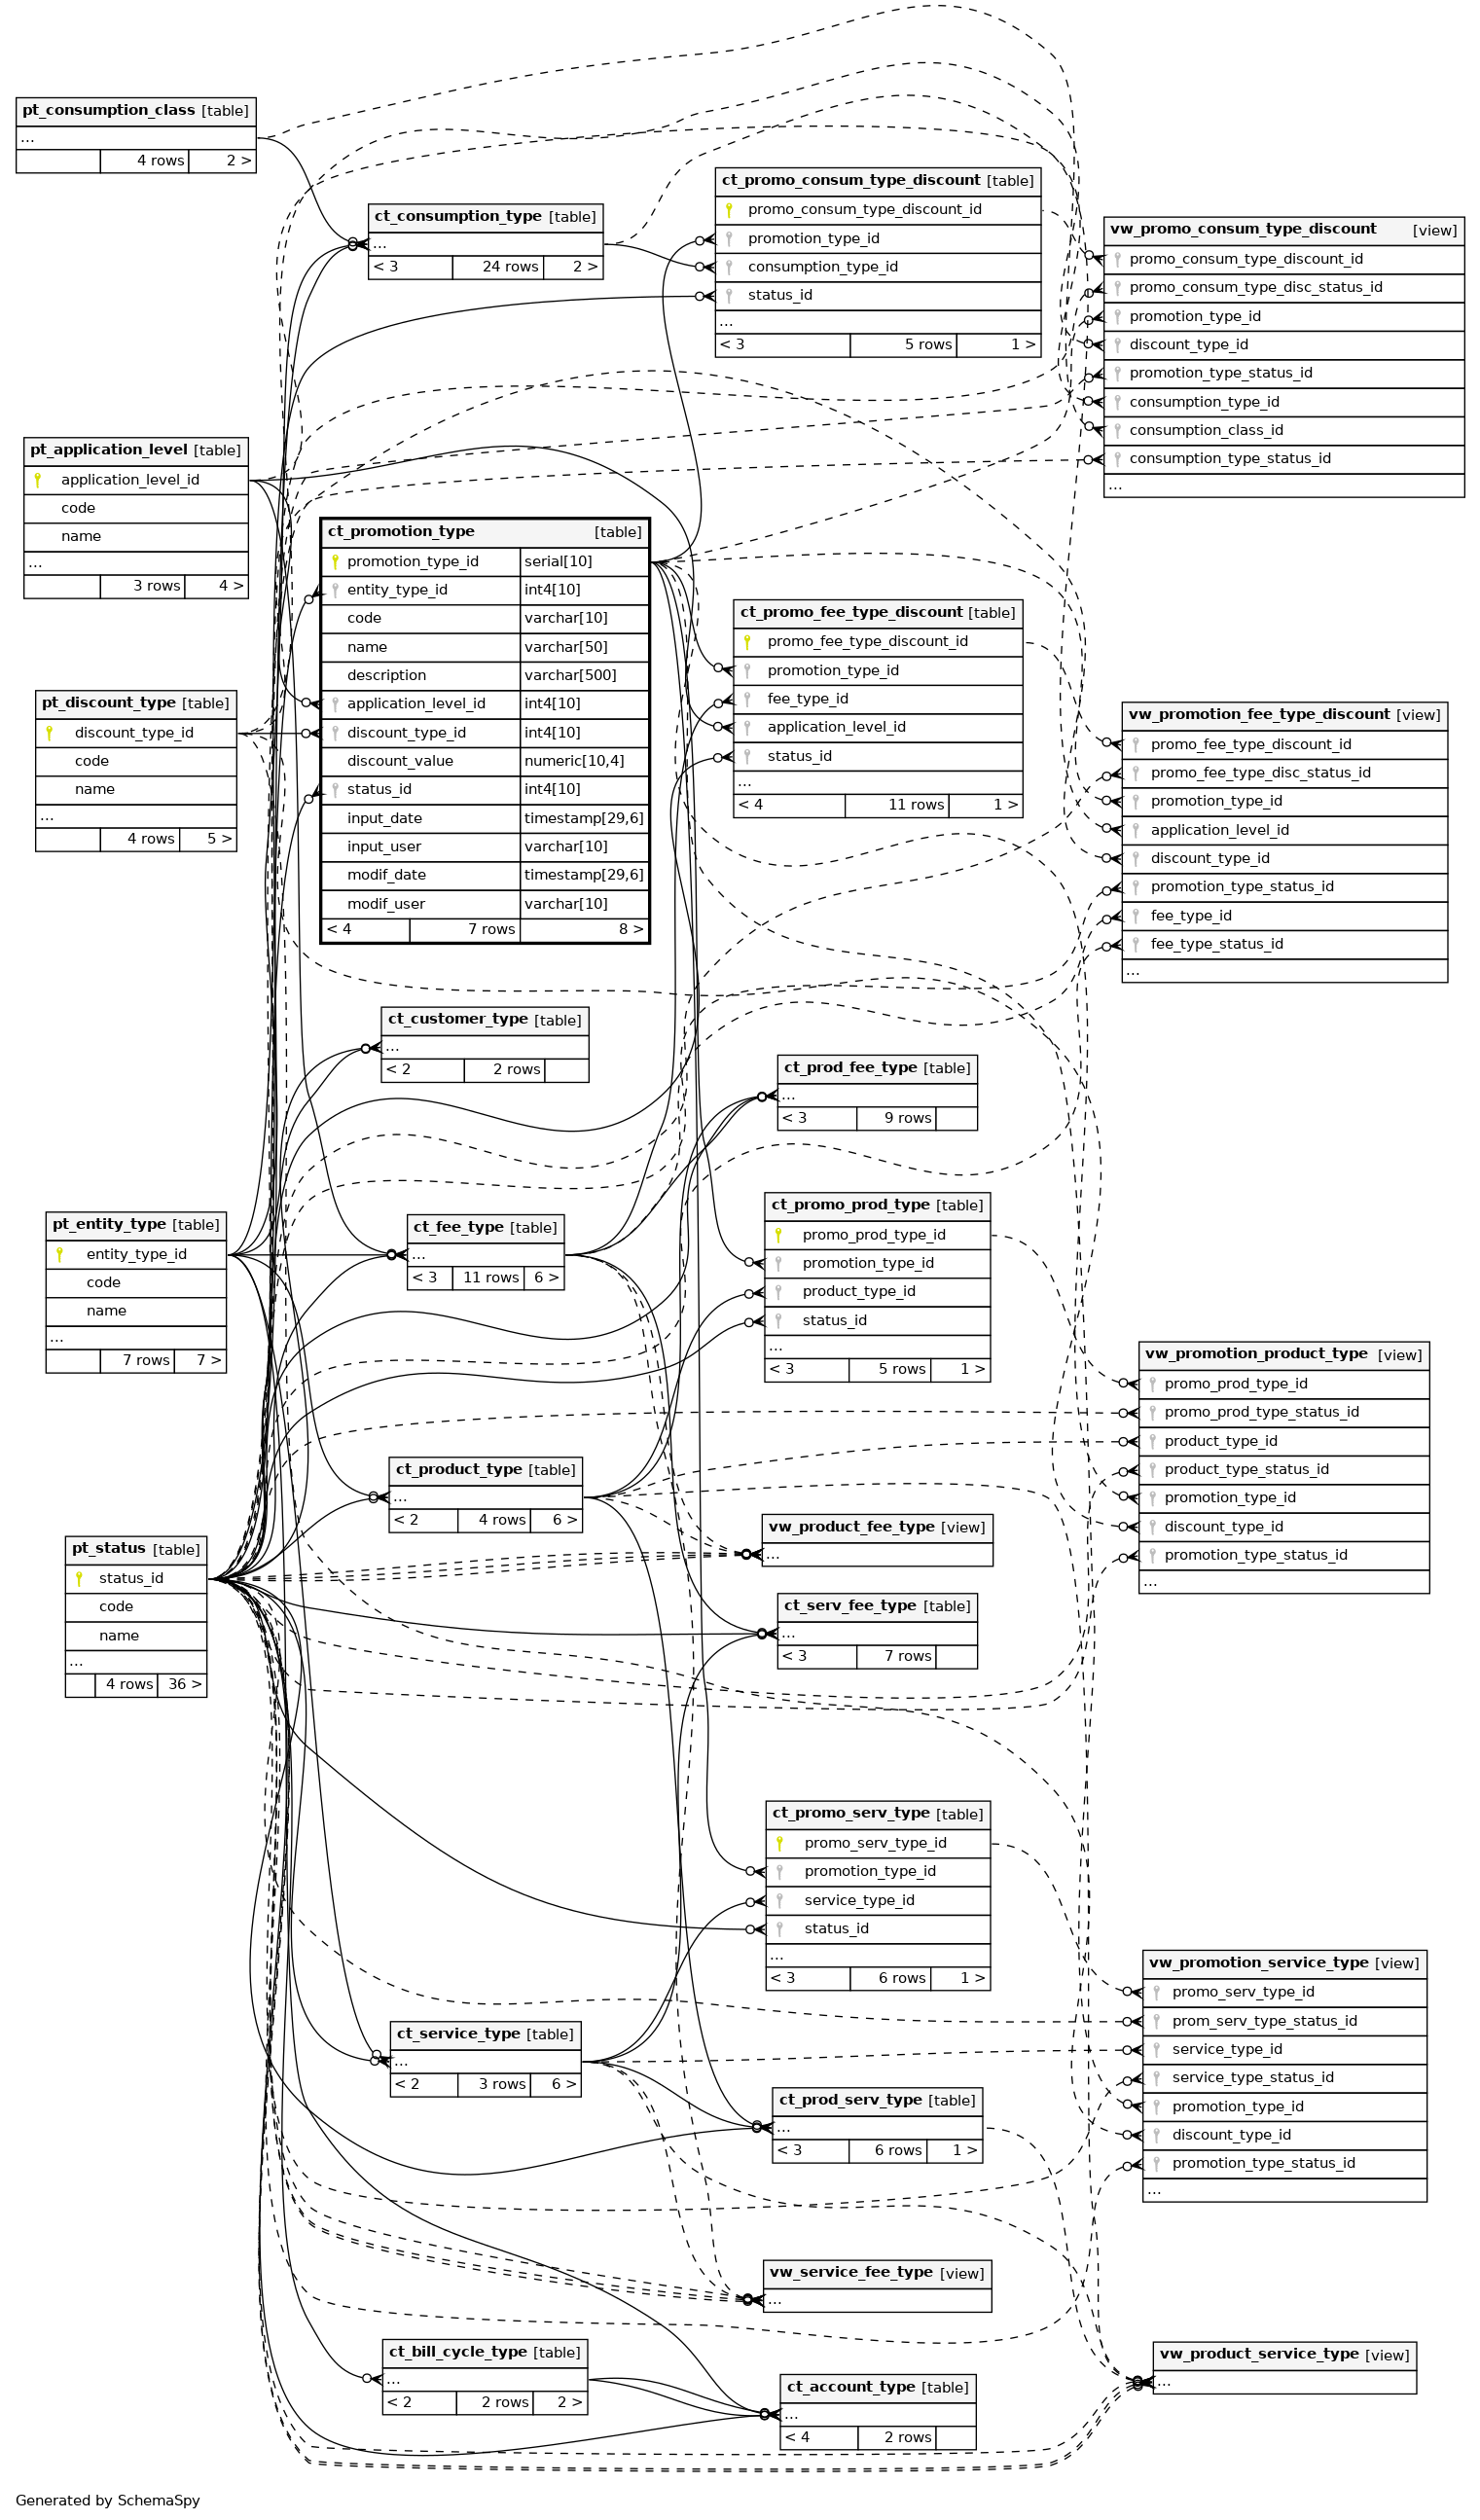 pt_consumption_class [table]
...
4 rows 2 >
ct_consumption_type [table]
...
< 3 24 rows 2 >
ct_promo_consum_type_discount [table]
promo_consum_type_discount_id
promotion_type_id
consumption_type_id
status_id
...
< 3 5 rows 1 >
vw_promo_consum_type_discount [view]
promo_consum_type_discount_id
promo_consum_type_disc_status_id
promotion_type_id
discount_type_id
promotion_type_status_id
consumption_type_id
consumption_class_id
consumption_type_status_id
...
pt_application_level [table]
application_level_id
code
name
...
3 rows 4 >
ct_promotion_type [table]
promotion_type_id serial[10]
entity_type_id int4[10]
code varchar[10]
name varchar[50]
description varchar[500]
application_level_id int4[10]
discount_type_id int4[10]
discount_value numeric[10,4]
status_id int4[10]
input_date timestamp[29,6]
input_user varchar[10]
modif_date timestamp[29,6]
modif_user varchar[10]
< 4 7 rows 8 >
ct_promo_fee_type_discount [table]
promo_fee_type_discount_id
promotion_type_id
fee_type_id
application_level_id
status_id
...
< 4 11 rows 1 >
pt_discount_type [table]
discount_type_id
code
name
...
4 rows 5 >
vw_promotion_fee_type_discount [view]
promo_fee_type_discount_id
promo_fee_type_disc_status_id
promotion_type_id
application_level_id
discount_type_id
promotion_type_status_id
fee_type_id
fee_type_status_id
...
ct_customer_type [table]
...
< 2 2 rows
ct_prod_fee_type [table]
...
< 3 9 rows
pt_entity_type [table]
entity_type_id
code
name
...
7 rows 7 >
ct_fee_type [table]
...
< 3 11 rows 6 >
ct_promo_prod_type [table]
promo_prod_type_id
promotion_type_id
product_type_id
status_id
...
< 3 5 rows 1 >
vw_promotion_product_type [view]
promo_prod_type_id
promo_prod_type_status_id
product_type_id
product_type_status_id
promotion_type_id
discount_type_id
promotion_type_status_id
...
ct_product_type [table]
...
< 2 4 rows 6 >
vw_product_fee_type [view]
...
pt_status [table]
status_id
code
name
...
4 rows 36 >
ct_serv_fee_type [table]
...
< 3 7 rows
ct_promo_serv_type [table]
promo_serv_type_id
promotion_type_id
service_type_id
status_id
...
< 3 6 rows 1 >
vw_promotion_service_type [view]
promo_serv_type_id
prom_serv_type_status_id
service_type_id
service_type_status_id
promotion_type_id
discount_type_id
promotion_type_status_id
...
ct_service_type [table]
...
< 2 3 rows 6 >
ct_prod_serv_type [table]
...
< 3 6 rows 1 >
vw_service_fee_type [view]
...
ct_bill_cycle_type [table]
...
< 2 2 rows 2 >
vw_product_service_type [view]
...
ct_account_type [table]
...
< 4 2 rows
Generated by SchemaSpy